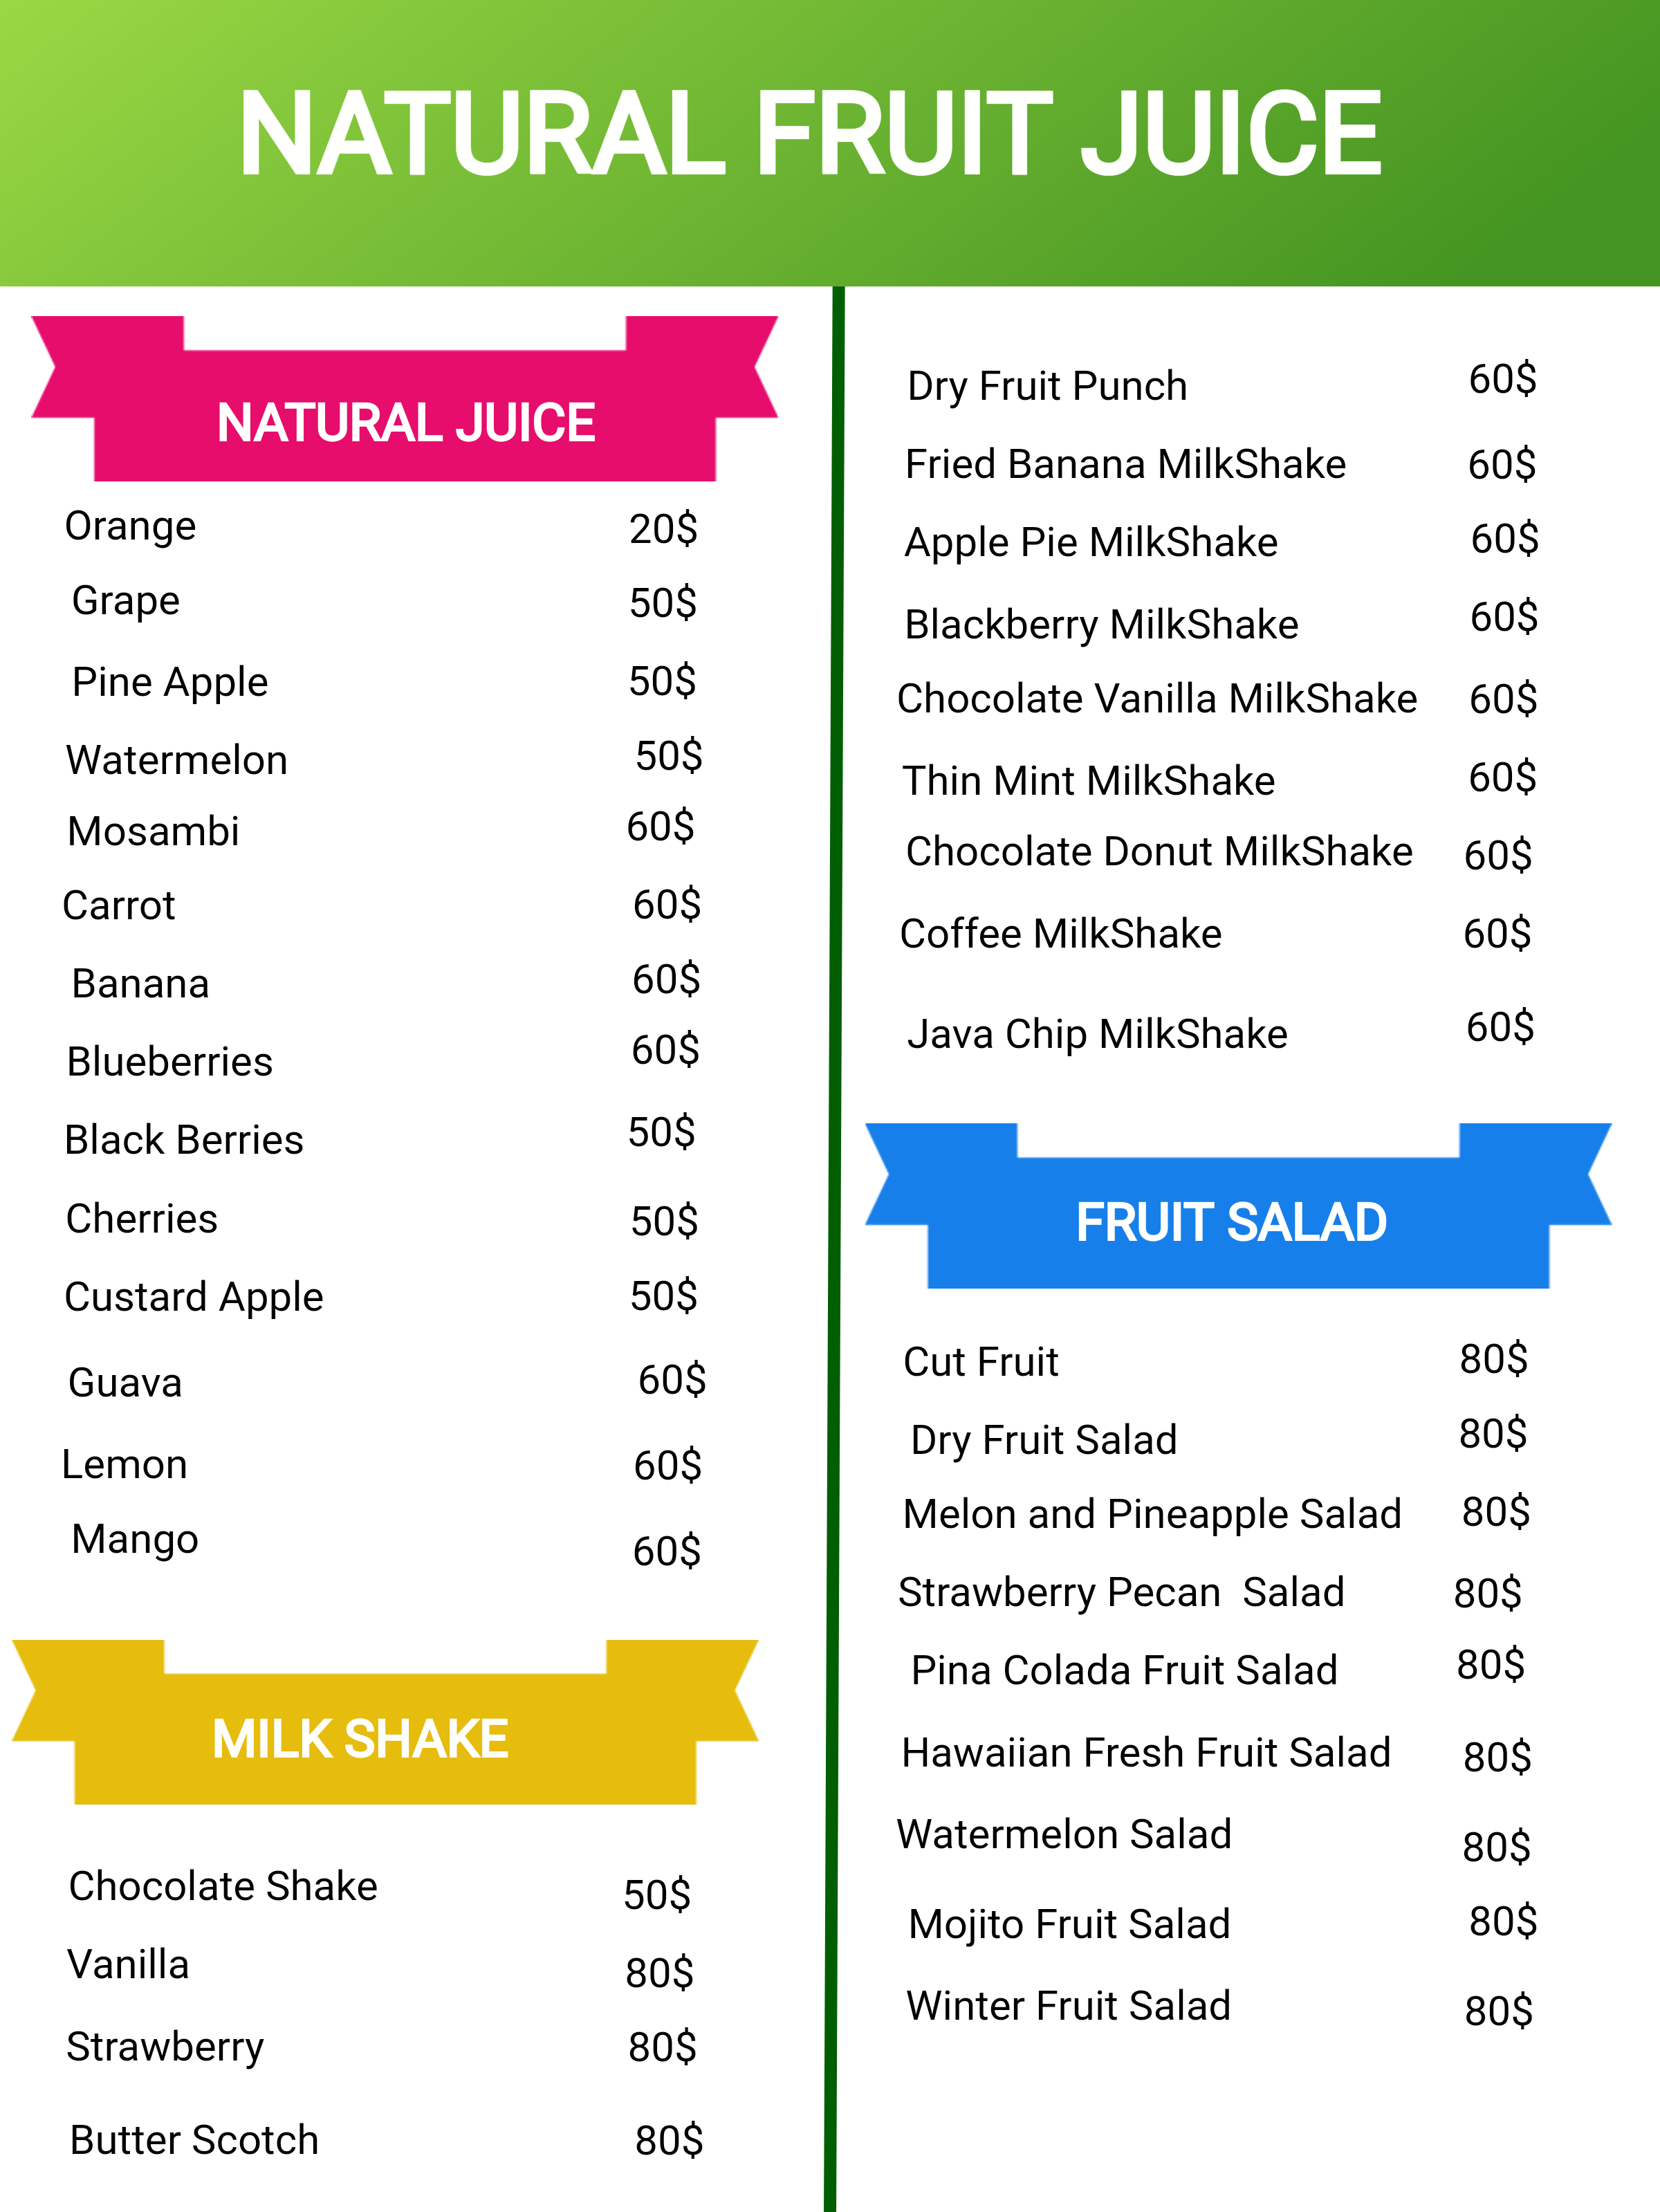 NATURAL FRUIT JUICE
NATURAL JUICE
Orange 20$
Grape 50$
Pine Apple 50$
Watermelon 50$
Mosambi 60$
Carrot 60$
Banana 60$
Blueberries 60$
Black Berries 50$
Cherries 50$
Custard Apple 50$
Guava 60$
Lemon 60$
Mango 60$
MILK SHAKE
Chocolate Shake 50$
Vanilla 80$
Strawberry 80$
Butter Scotch 80$
Dry Fruit Punch 60$
Fried Banana MilkShake 60$
Apple Pie MilkShake 60$
Blackberry MilkShake 60$
Chocolate Vanilla MilkShake 60$
Thin Mint MilkShake 60$
Chocolate Donut MilkShake 60$
Coffee MilkShake 60$
Java Chip MilkShake 60$
FRUIT SALAD
Cut Fruit 80$
Dry Fruit Salad 80$
Melon and Pineapple Salad 80$
Strawberry Pecan  Salad 80$
Pina Colada Fruit Salad 80$
Hawaiian Fresh Fruit Salad 80$
Watermelon Salad 80$
Mojito Fruit Salad 80$
Winter Fruit Salad 80$